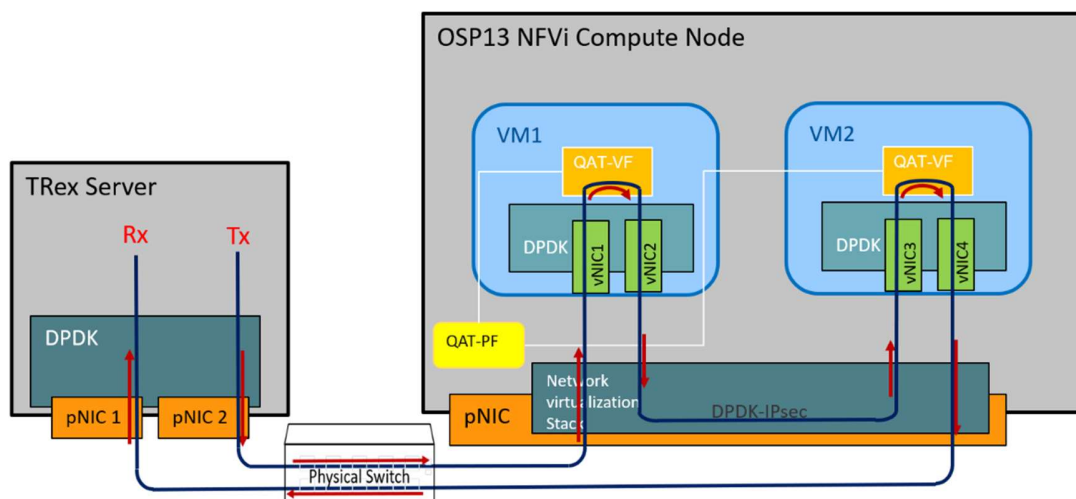 OSP13 NFVi Compute Node
VM1
QAT-VF
DPDK
vNIC1
vNIC2
VM2
QAT-VF
DPDK
vNIC3
vNIC4
TRex Server
Rx
Tx
DPDK
pNIC 1
pNIC 2
QAT-PF
Network
virtualization
Stack
DPDK-IPsec
pNIC
Physical Switch